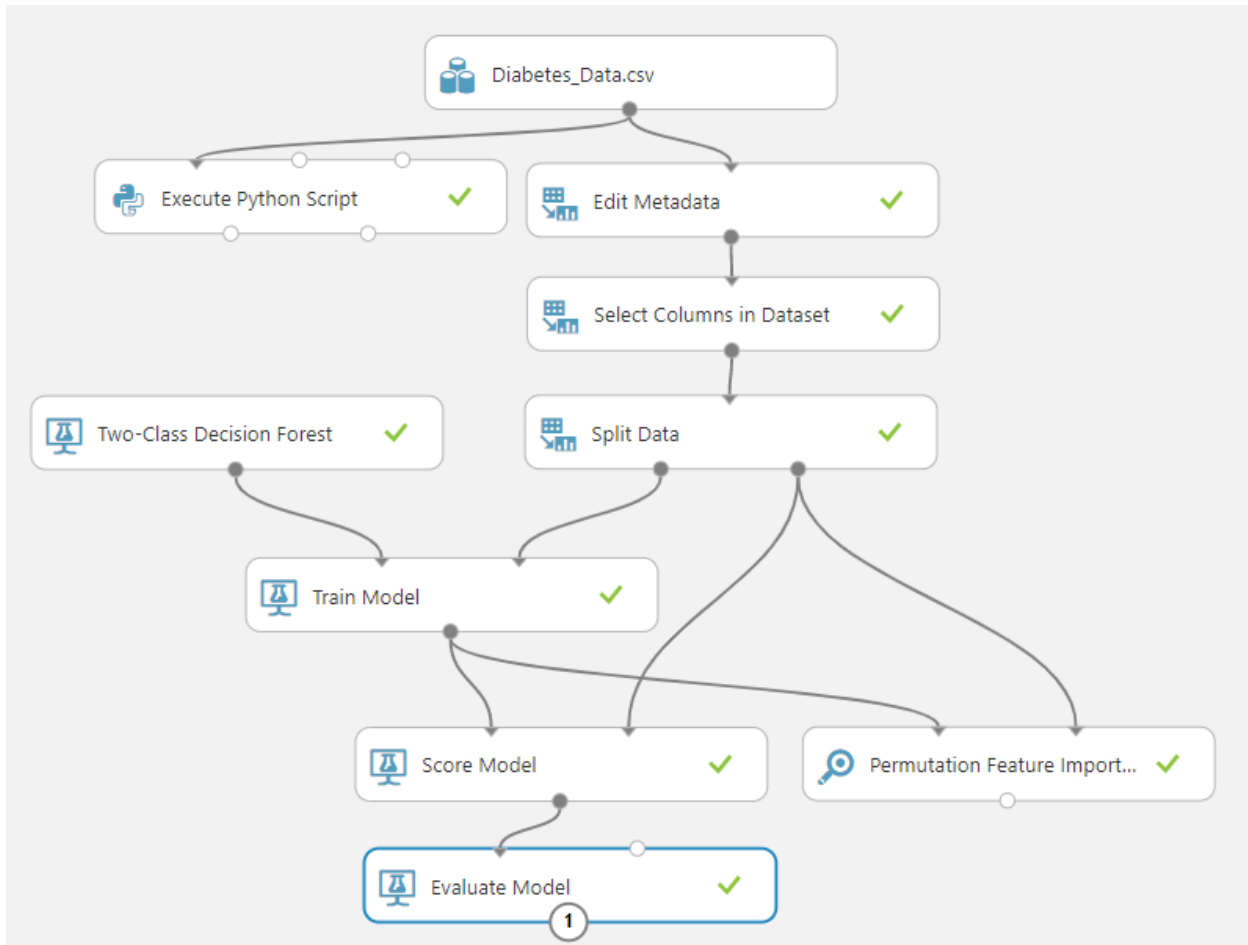 Diabetes_Data.csv
Execute Python Script
Edit Metadata
Select Columns in Dataset
Two-Class Decision Forest
Split Data
Train Model
Score Model
Permutation Feature Import...
Evaluate Model
1